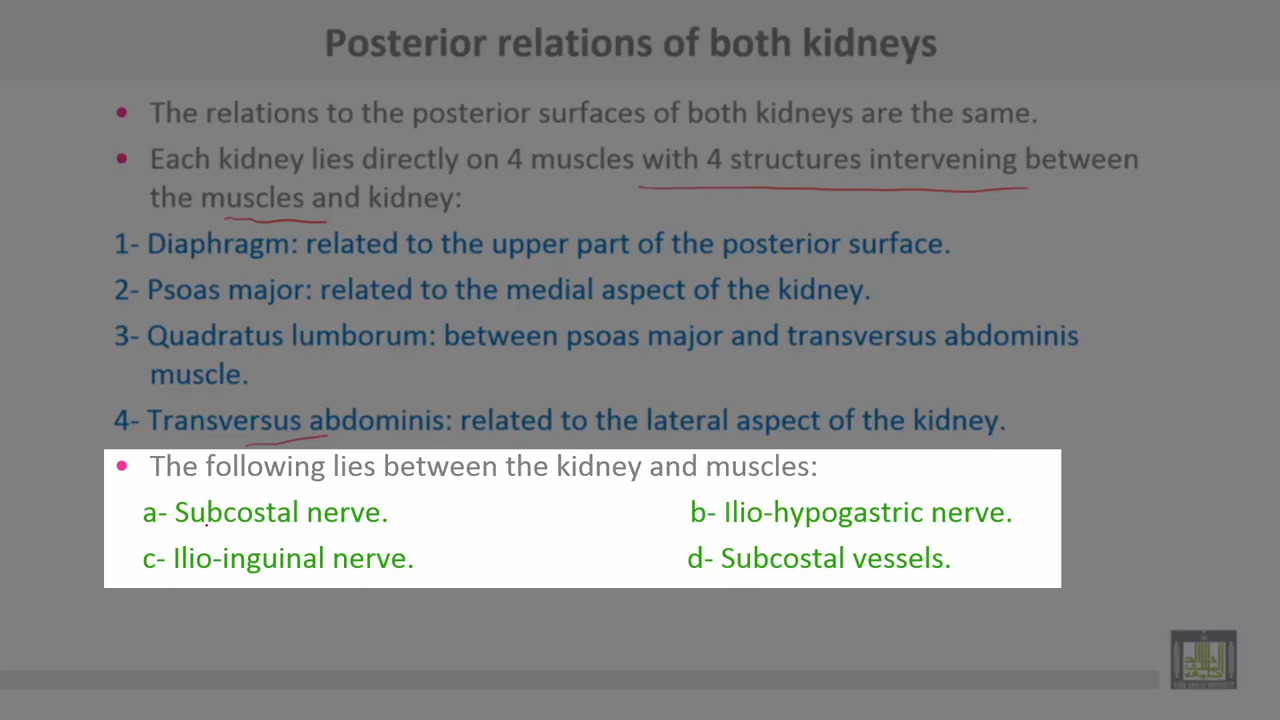 Posterior relations of both kidneys
• The relations to the posterior surfaces of both kidneys are the same.
• Each kidney lies directly on 4 muscles with 4 structures intervening between
the muscles and kidney:
1- Diaphragm: related to the upper part of the posterior surface.
2- Psoas major: related to the medial aspect of the kidney.
3- Quadratus lumborum: between psoas major and transversus abdominis
muscle.
4- Transversus abdominis: related to the lateral aspect of the kidney.
• The following lies between the kidney and muscles:
a- Subcostal nerve. b- Ilio-hypogastric nerve.
c- Ilio-inguinal nerve. d- Subcostal vessels.